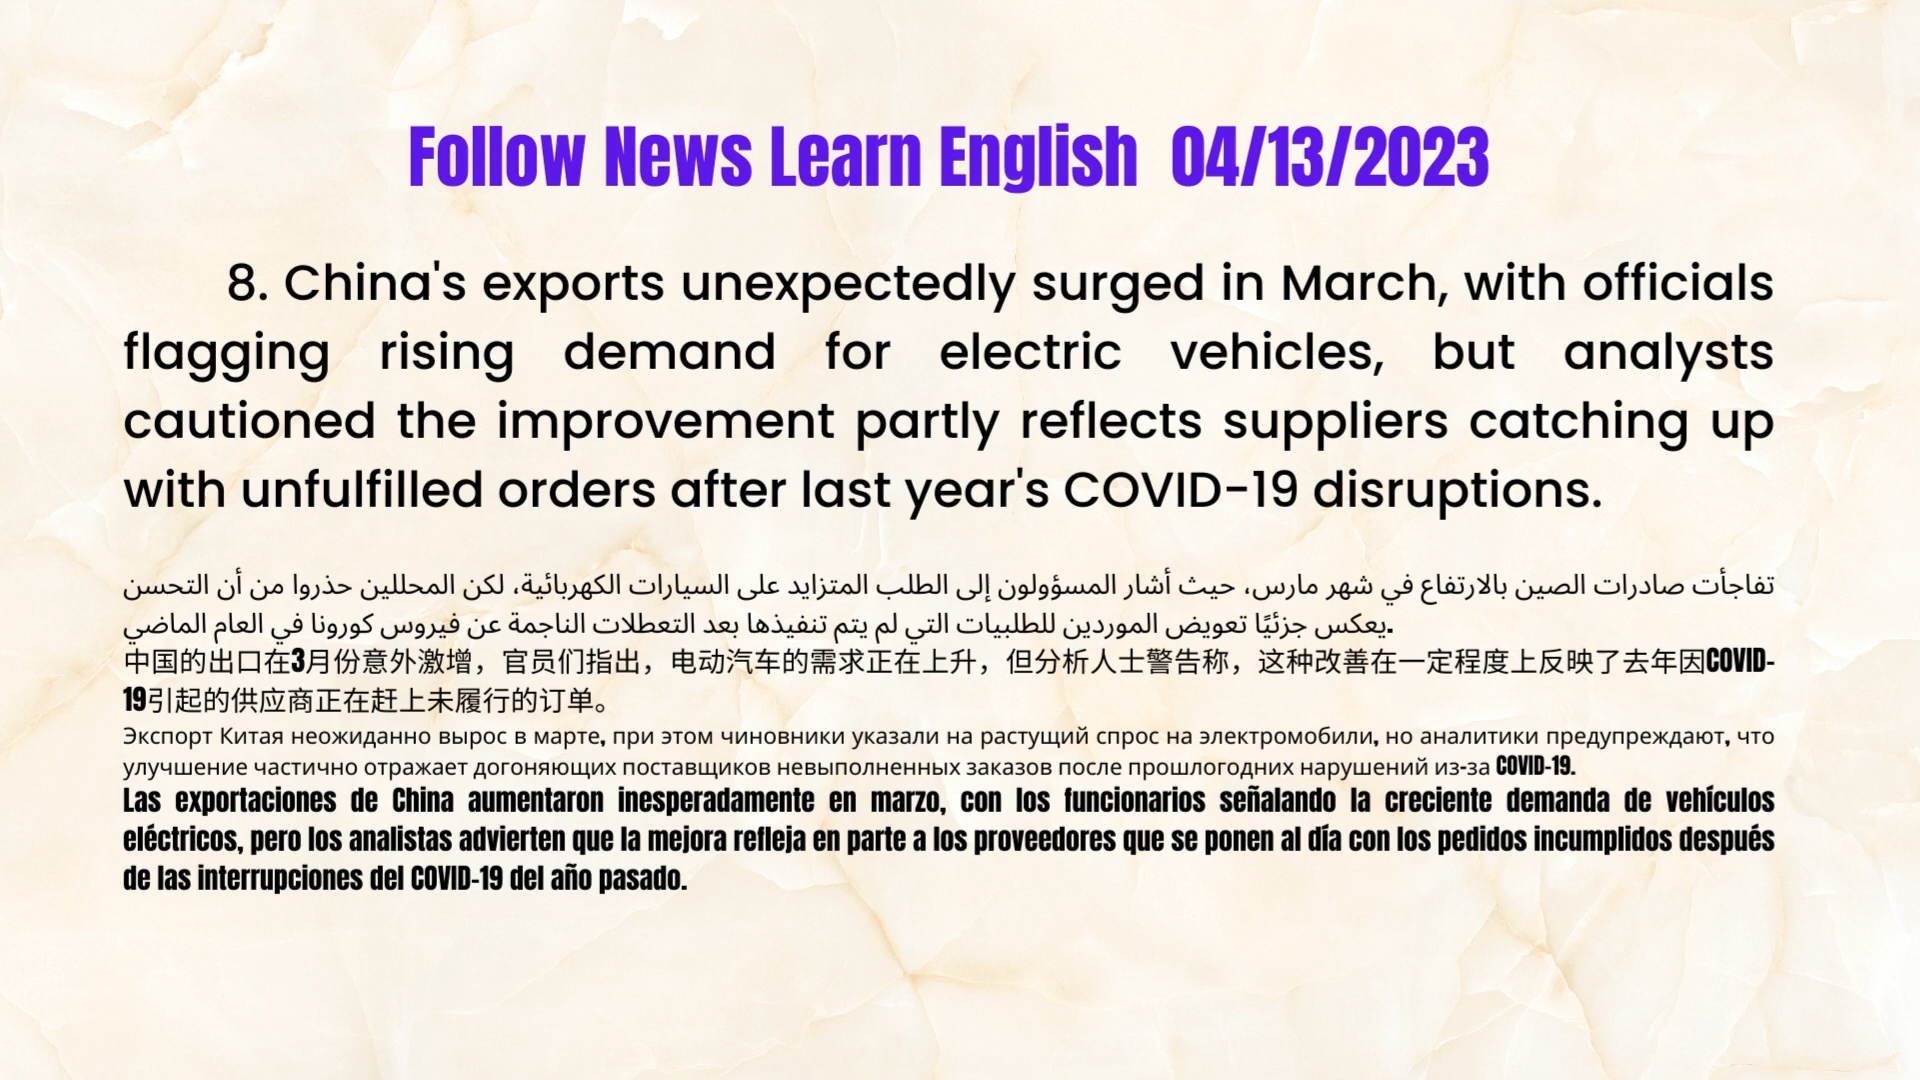 Follow News Learn English 04/13/2023
8. China's exports unexpectedly surged in March, with officials
flagging rising demand for electric vehicles, but analysts
cautioned the improvement partly reflects suppliers catching up
with unfulfilled orders after last year's COVID-19 disruptions.
تفاجأت صادرات الصين بالارتفاع في شهر مارس، حيث أشار المسؤولون إلى الطلب المتزايد على السيارات الكهربائية، لكن المحللين حذروا من أن التحسن
يعكس جزئيًا تعويض الموردين للطلبيات التي لم يتم تنفيذها بعد التعطلات الناجمة عن فيروس كورونا في العام الماضي.
中国的出口在3月份意外激增，官员们指出，电动汽车的需求正在上升，但分析人士警告称，这种改善在一定程度上反映了去年因COVID-
19引起的供应商正在赶上未履行的订单。
Экспорт Китая неожиданно вырос в марте, при этом чиновники указали на растущий спрос на электромобили, но аналитики предупреждают, что
улучшение частично отражает догоняющих поставщиков невыполненных заказов после прошлогодних нарушений из-за COVID-19.
Las exportaciones de China aumentaron inesperadamente en marzo, con los funcionarios señalando la creciente demanda de vehículos
eléctricos, pero los analistas advierten que la mejora refleja en parte a los proveedores que se ponen al día con los pedidos incumplidos después
de las interrupciones del COVID-19 del año pasado.